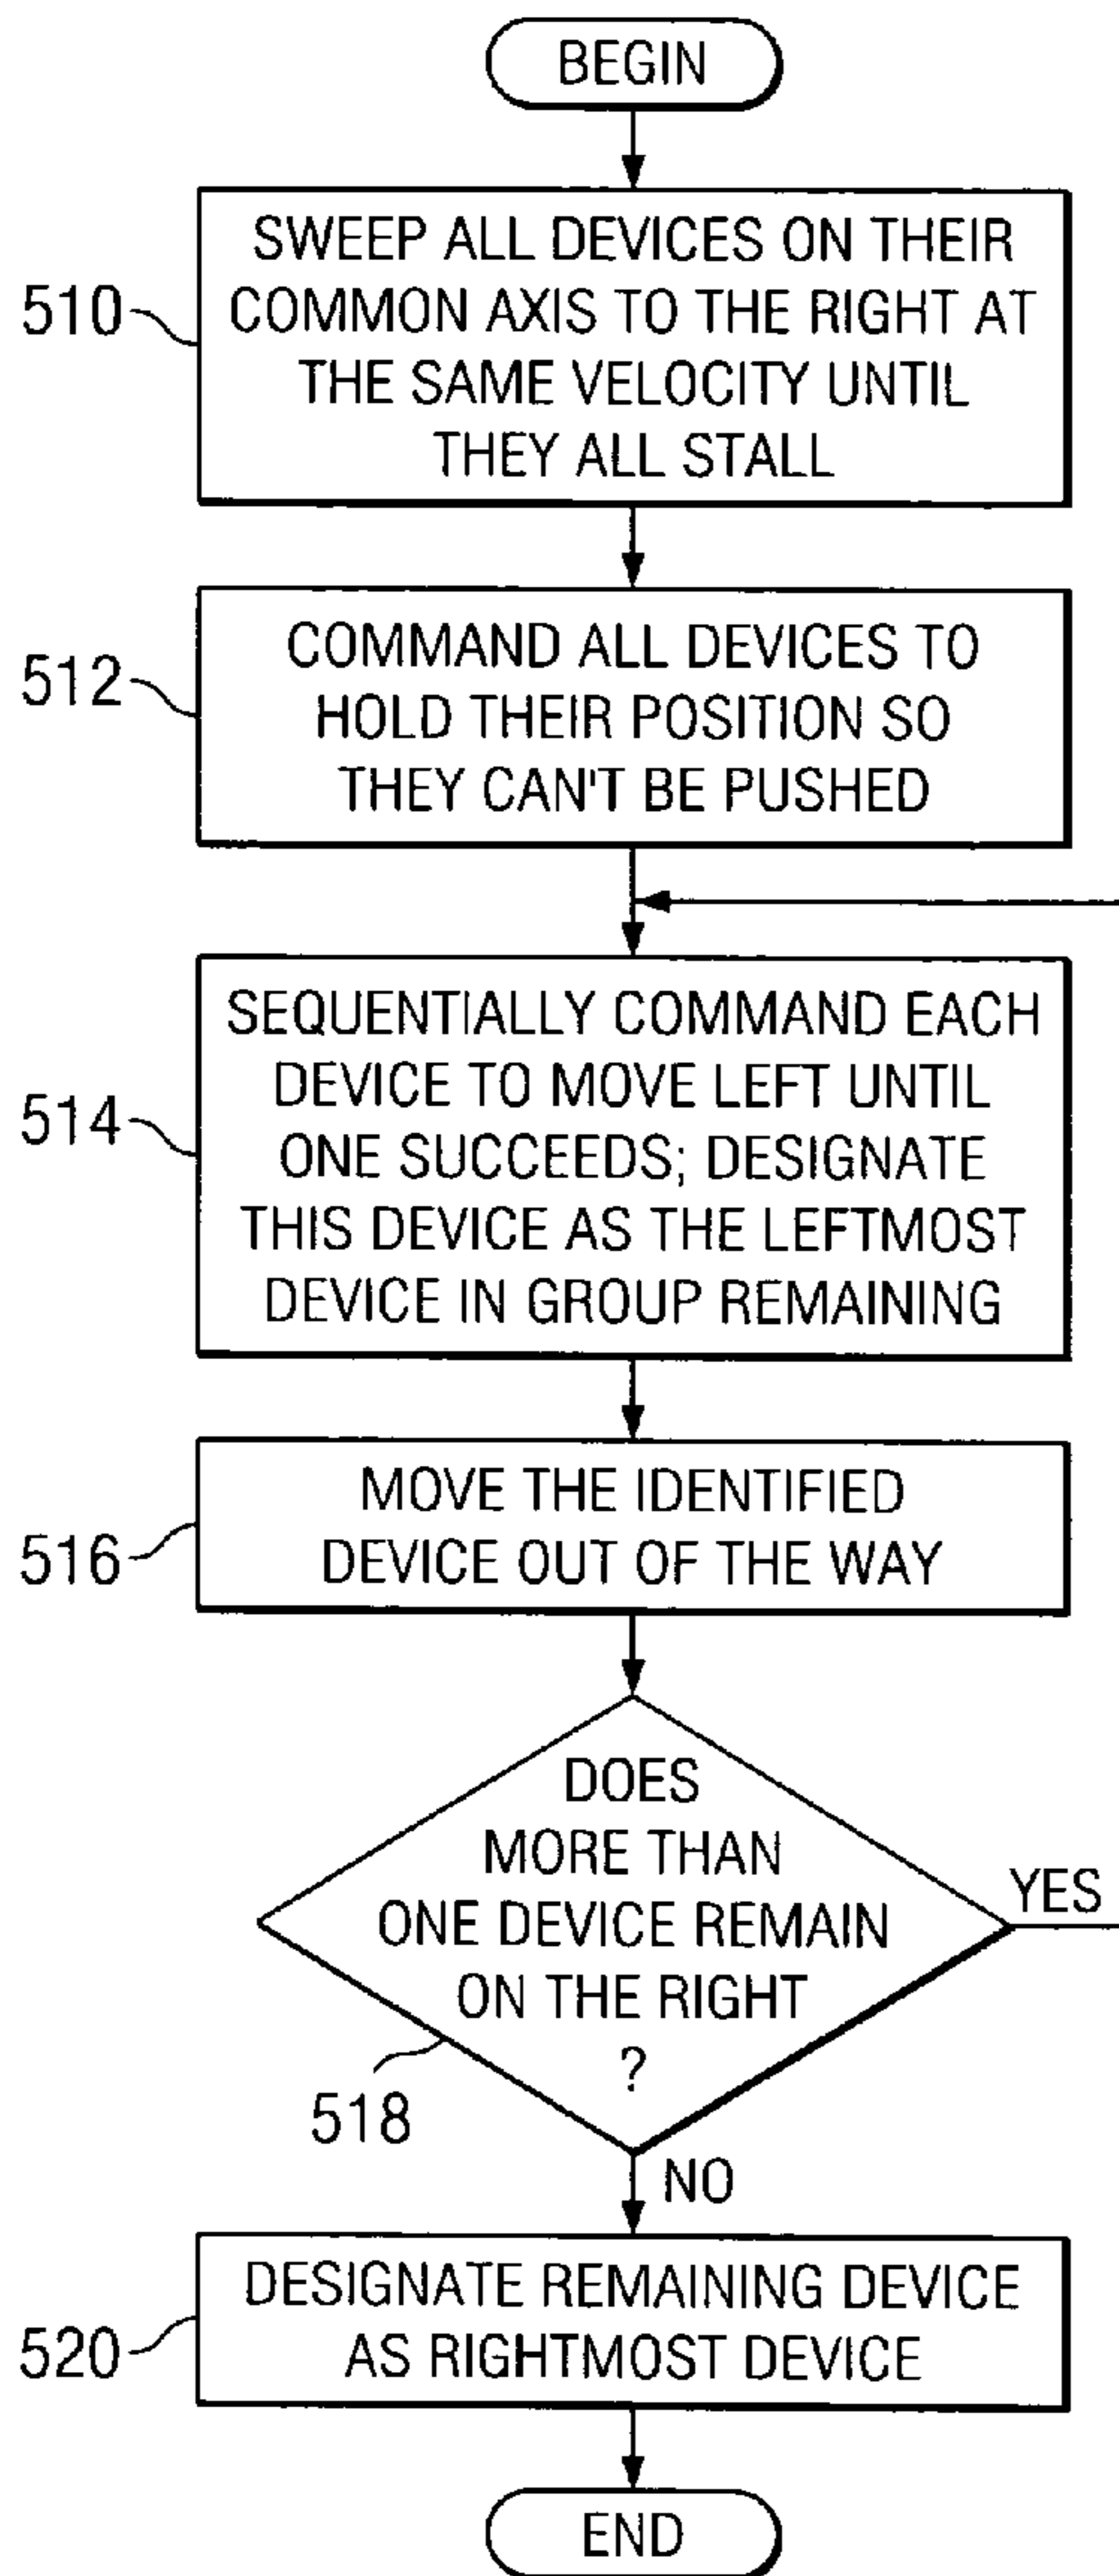 BEGIN
510
SWEEP ALL DEVICES ON THEIR
COMMON AXIS TO THE RIGHT AT
THE SAME VELOCITY UNTIL
THEY ALL STALL
512
COMMAND ALL DEVICES TO
HOLD THEIR POSITION SO
THEY CAN'T BE PUSHED
514
SEQUENTIALLY COMMAND EACH
DEVICE TO MOVE LEFT UNTIL
ONE SUCCEEDS; DESIGNATE
THIS DEVICE AS THE LEFTMOST
DEVICE IN GROUP REMAINING
516
MOVE THE IDENTIFIED
DEVICE OUT OF THE WAY
DOES
MORE THAN
ONE DEVICE REMAIN
ON THE RIGHT
?
YES
518
NO
520
DESIGNATE REMAINING DEVICE
AS RIGHTMOST DEVICE
END